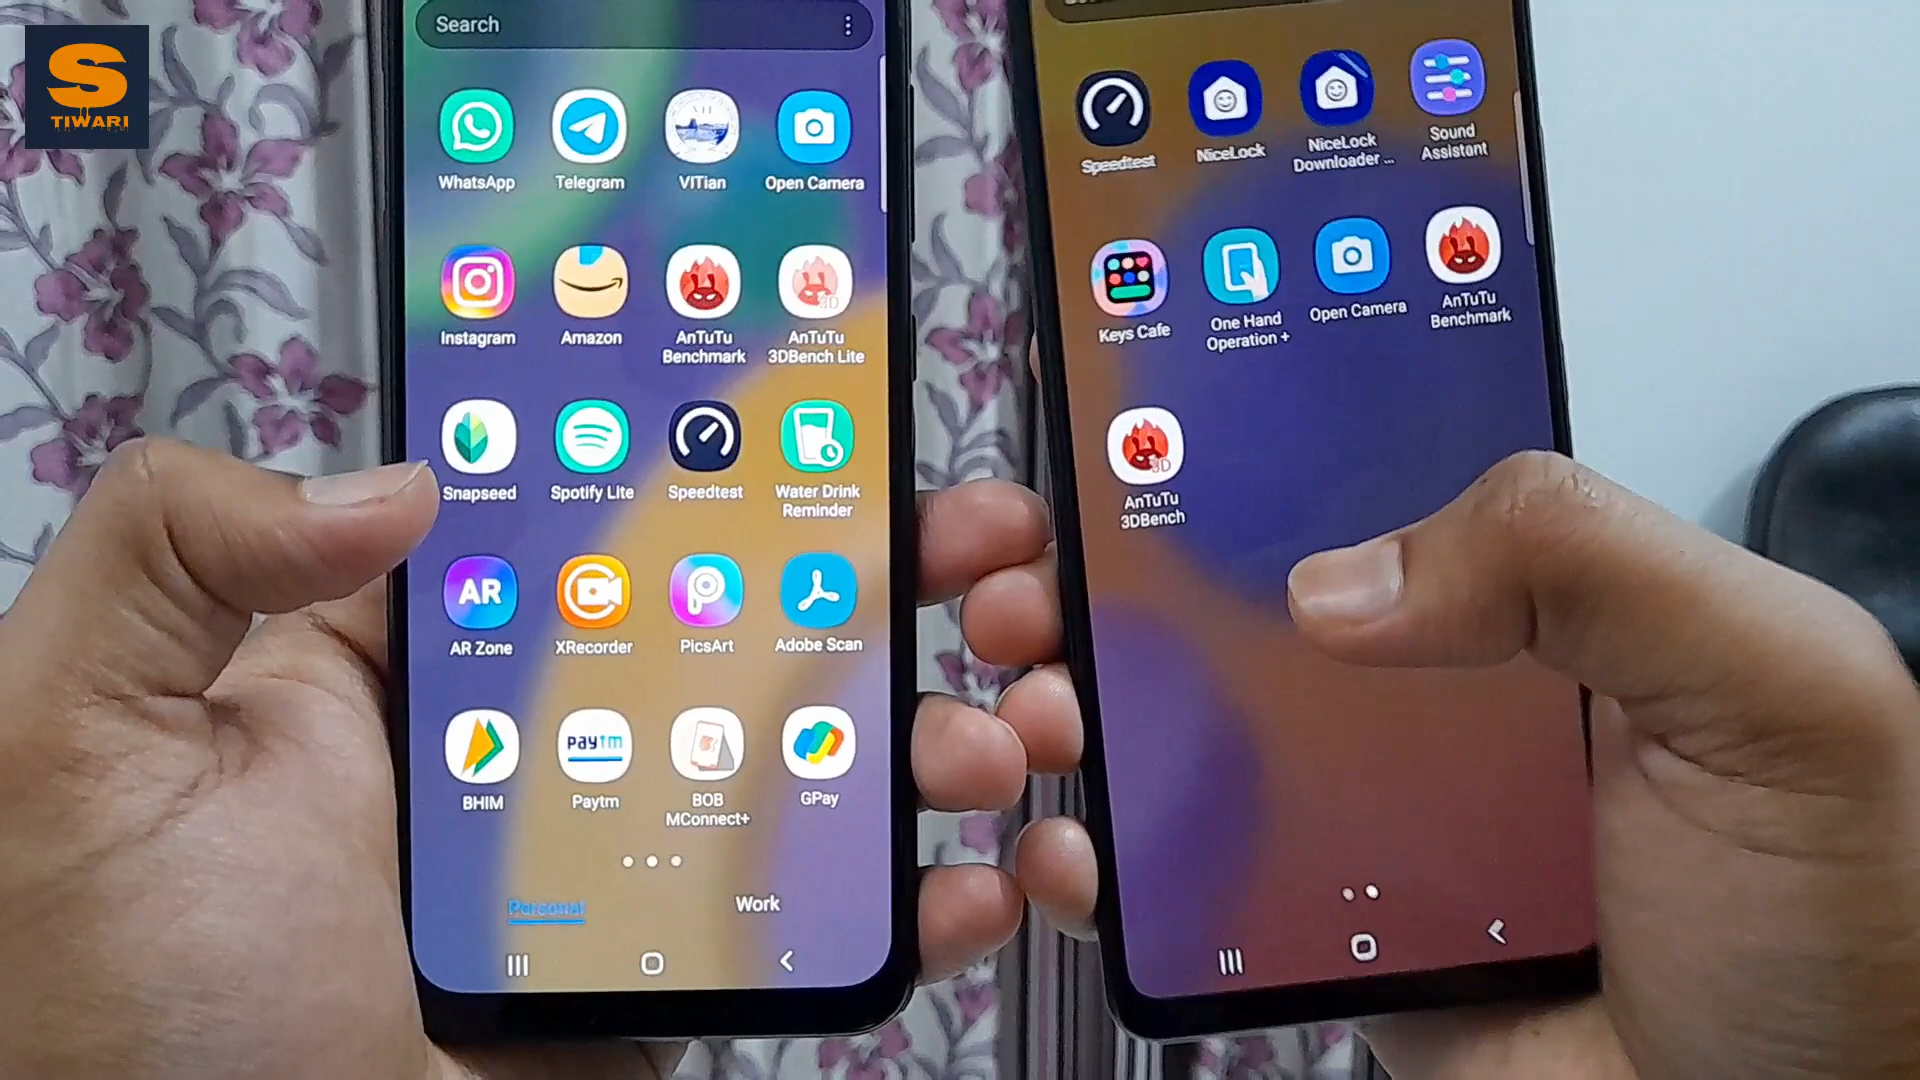 S
TIWARI
Search
WhatsApp
Telegram
VITian
Open Camera
Instagram
Amazon
AnTuTu
Benchmark
AnTuTu
3DBench Lite
3D
Snapseed
Spotify Lite
Speedtest
Water Drink
Reminder
AR
AR Zone
XRecorder
PicsArt
Adobe Scan
BHIM
paytm
Paytm
BOB
MConnect+
GPay
Personal
Work
Speedtest
NiceLock
NiceLock
Downloader ...
Sound
Assistant
Keys Cafe
One Hand
Operation +
Open Camera
AnTuTu
Benchmark
3D
AnTuTu
3DBench